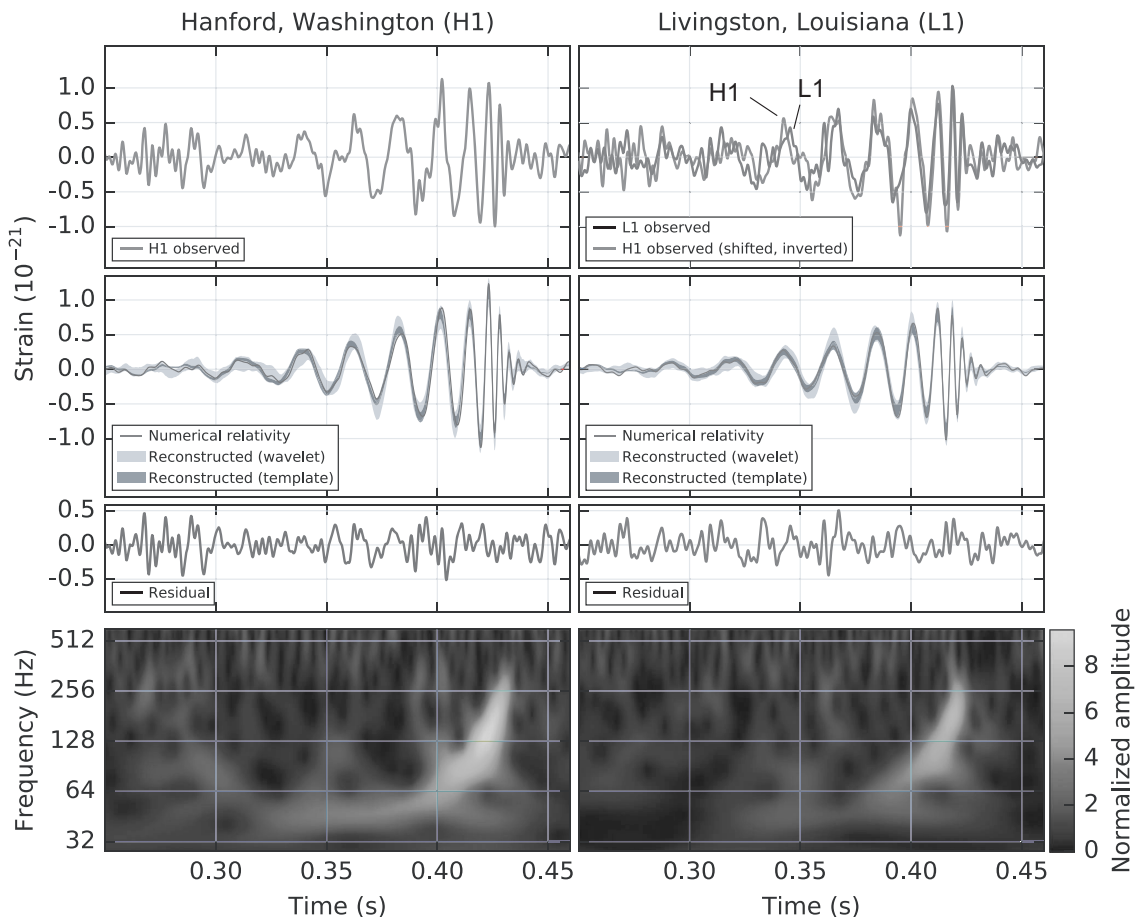 Hanford, Washington (H1)
Livingston, Louisiana (L1)
Strain (10⁻²¹)
1.0
0.5
0.0
-0.5
-1.0
H1 observed
H1
L1
L1 observed
H1 observed (shifted, inverted)
1.0
0.5
0.0
-0.5
-1.0
Numerical relativity
Reconstructed (wavelet)
Reconstructed (template)
Numerical relativity
Reconstructed (wavelet)
Reconstructed (template)
0.5
0.0
-0.5
Residual
Residual
Frequency (Hz)
512
256
128
64
32
Normalized amplitude
8
6
4
2
0
0.30 0.35 0.40 0.45
0.30 0.35 0.40 0.45
Time (s)
Time (s)